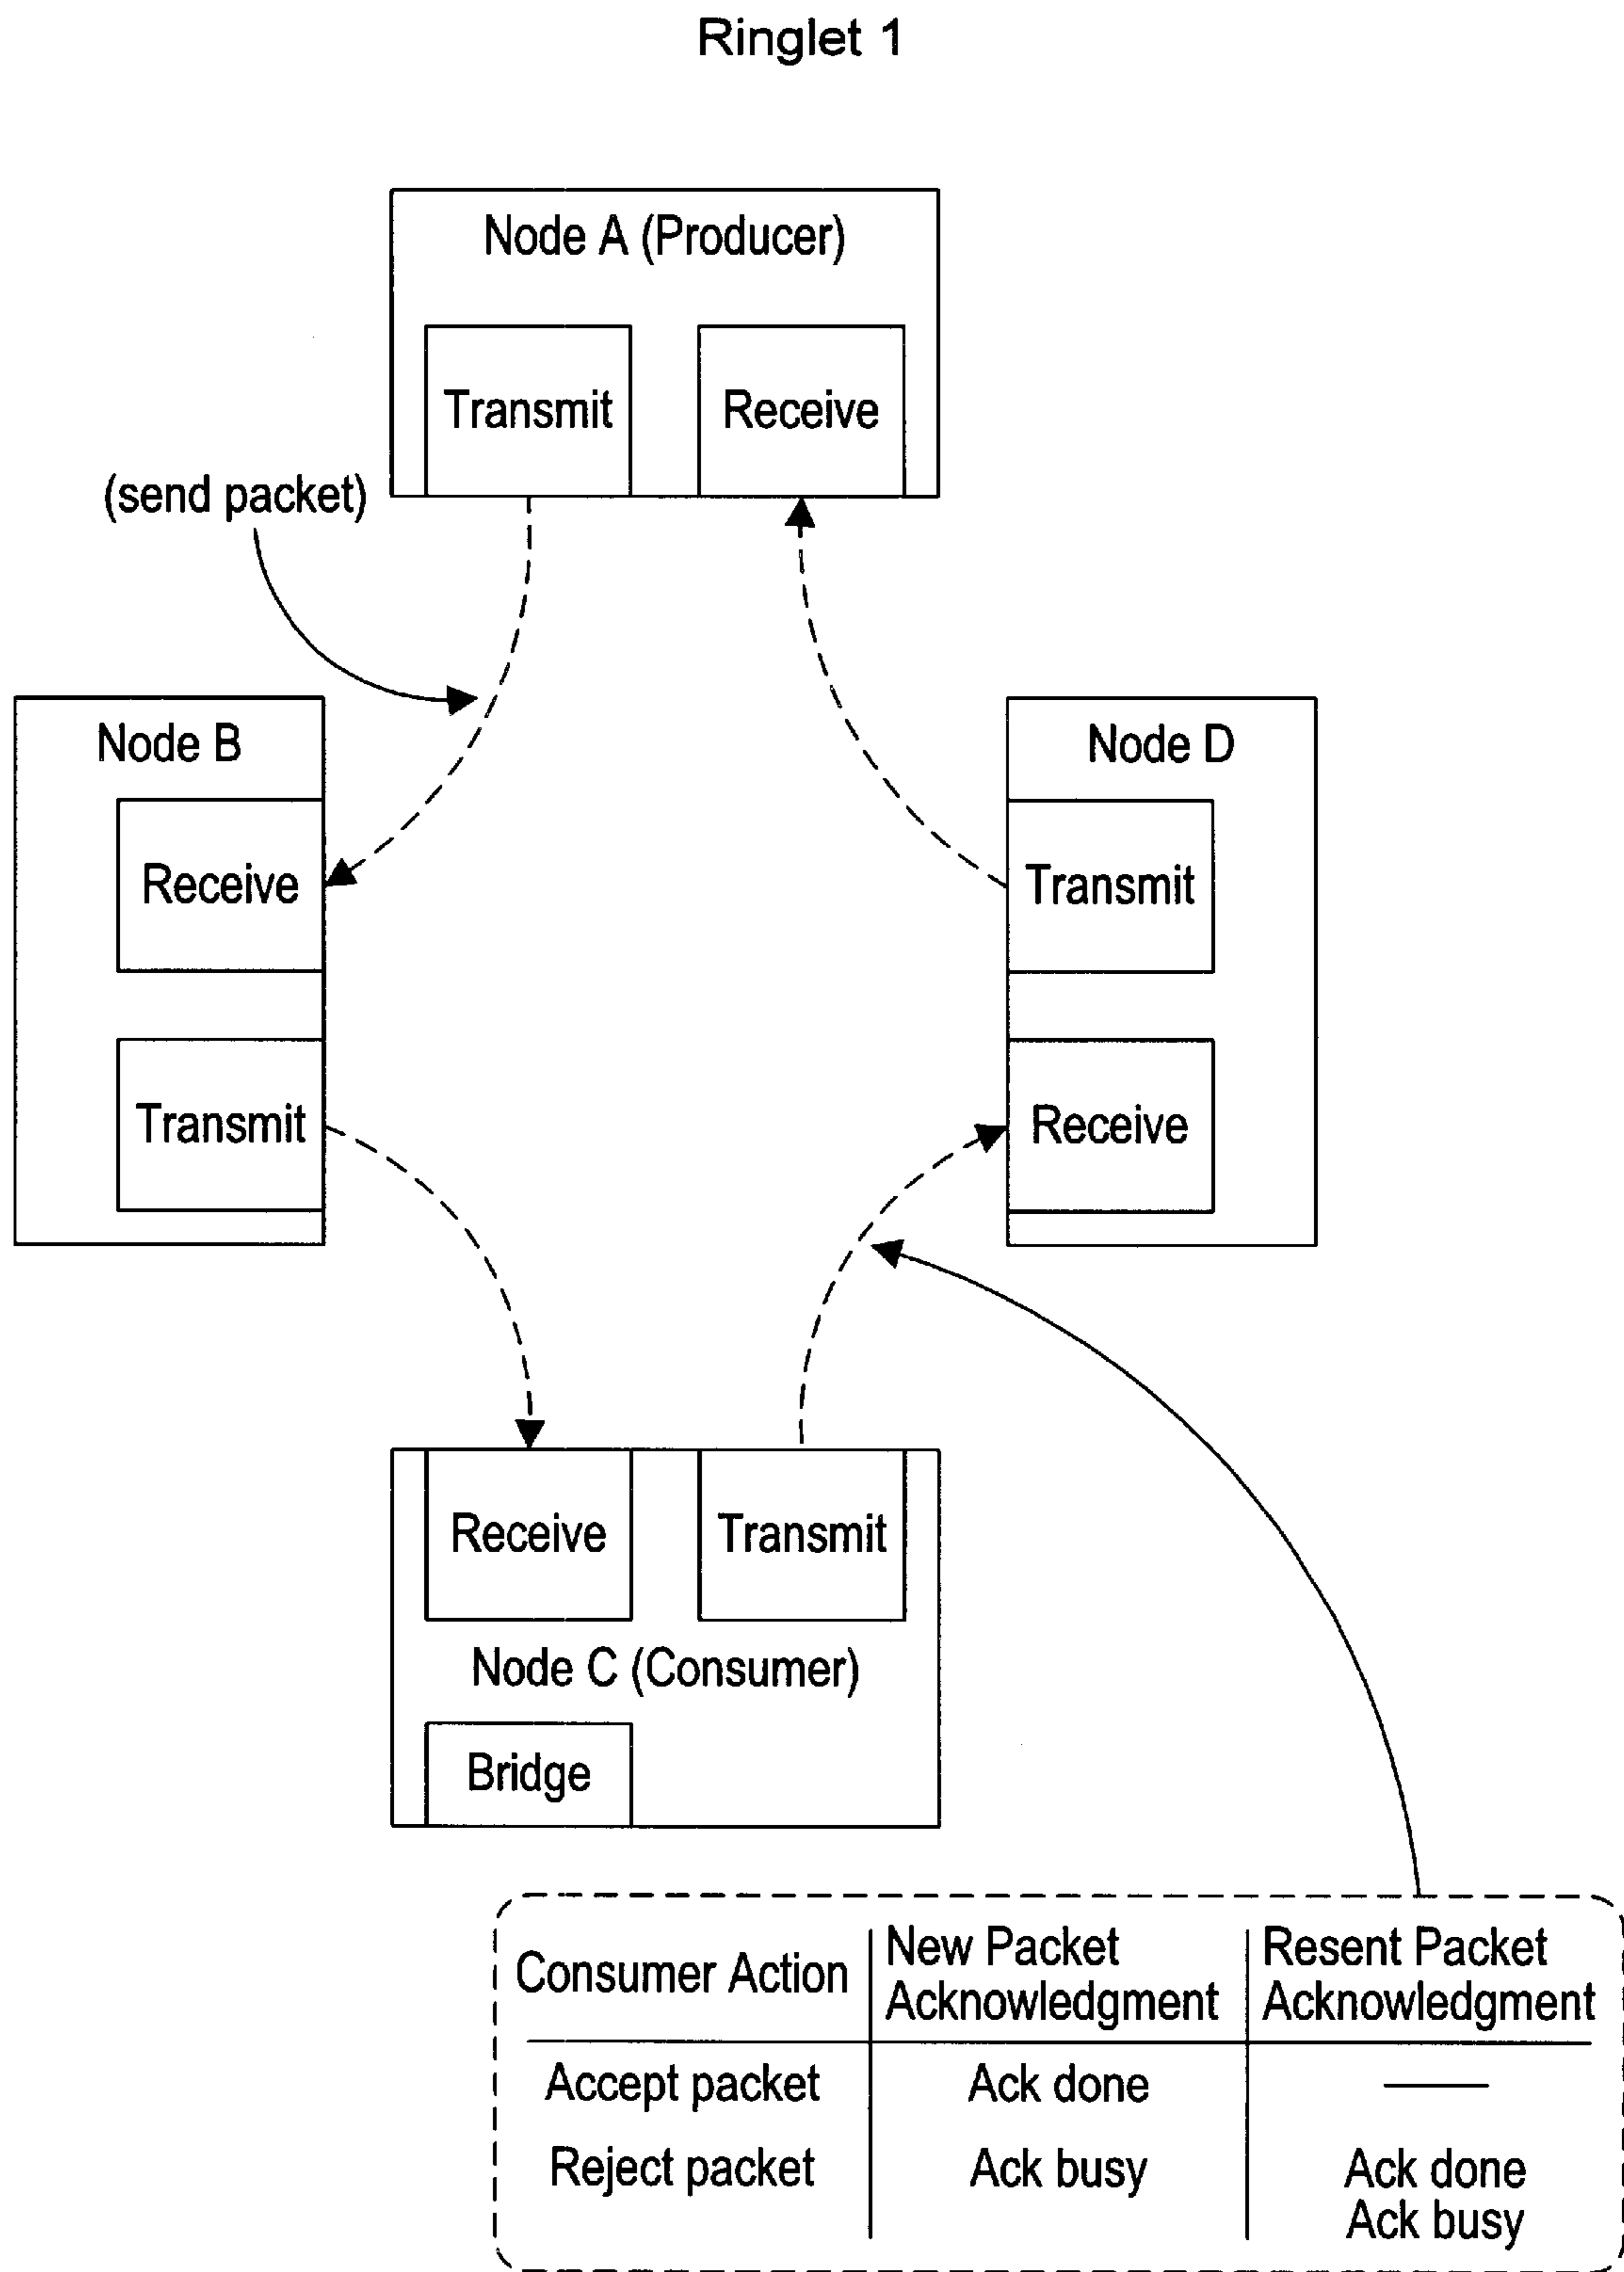 Ringlet 1
Node A (Producer)
Transmit
Receive
(send packet)
Node B
Receive
Transmit
Node D
Transmit
Receive
Receive
Transmit
Node C (Consumer)
Bridge
Consumer Action
New Packet
Acknowledgment
Resent Packet
Acknowledgment
Accept packet
Ack done
Reject packet
Ack busy
Ack done
Ack busy